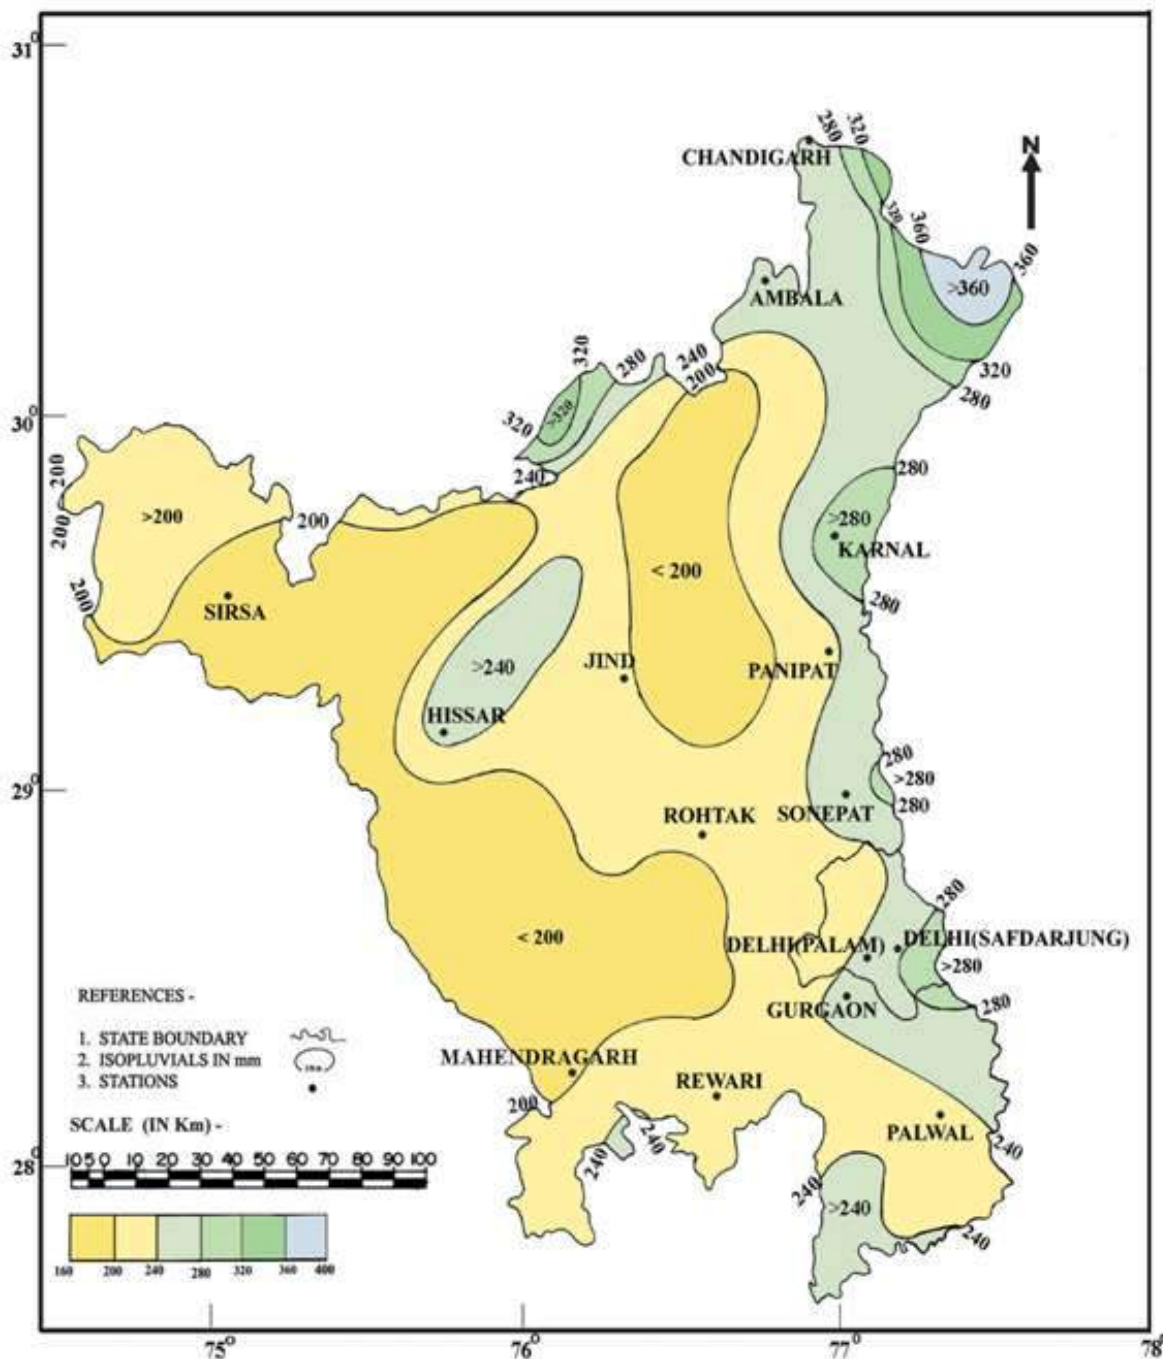 31°
280
320
CHANDIGARH
N
320
360
360
>360
AMBALA
320
280
240
200
320
280
30°
>320
320
200
240
280
>200
200
>280
200
KARNAL
< 200
200
280
SIRSA
>240
JIND
PANIPAT
HISSAR
280
>280
29°
280
ROHTAK
SONEPAT
280
< 200
DELHI(PALAM)
DELHI(SAFDARJUNG)
>280
REFERENCES -
GURGAON
280
1. STATE BOUNDARY
2. ISOPLUVIALS IN mm
3. STATIONS
MAHENDRAGARH
REWARI
200
SCALE (IN Km) -
PALWAL
240
240
240
10 5 0 10 20 30 40 50 60 70 80 90 100
28°
240
>240
240
160 200 240 280 320 360 400
75°
76°
77°
78°